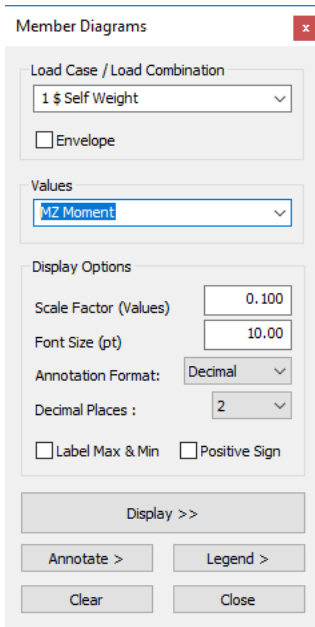 Member Diagrams x
Load Case / Load Combination
1 $ Self Weight
Envelope
Values
MZ Moment
Display Options
Scale Factor (Values) 0.100
Font Size (pt) 10.00
Annotation Format: Decimal
Decimal Places : 2
Label Max & Min Positive Sign
Display >>
Annotate > Legend >
Clear Close